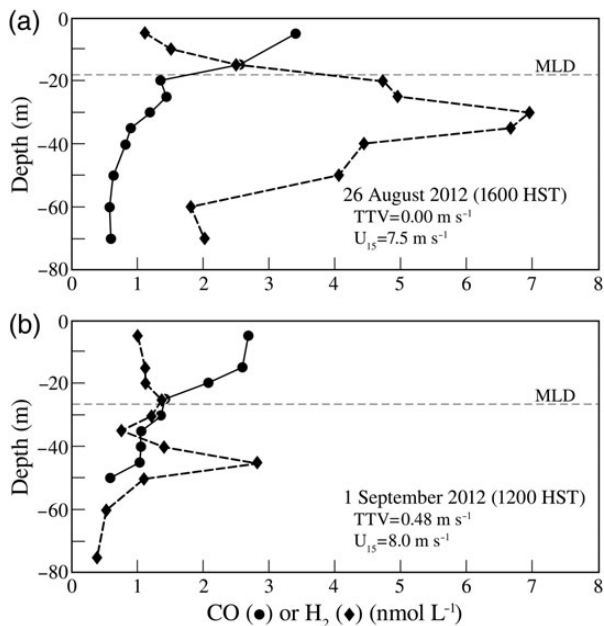 (a)
0
−20
−40
−60
−80
Depth (m)
MLD
26 August 2012 (1600 HST)
TTV=0.00 m s⁻¹
U₁₅=7.5 m s⁻¹
0 1 2 3 4 5 6 7 8
(b)
0
−20
−40
−60
−80
Depth (m)
MLD
1 September 2012 (1200 HST)
TTV=0.48 m s⁻¹
U₁₅=8.0 m s⁻¹
0 1 2 3 4 5 6 7 8
CO (●) or H₂ (♦) (nmol L⁻¹)